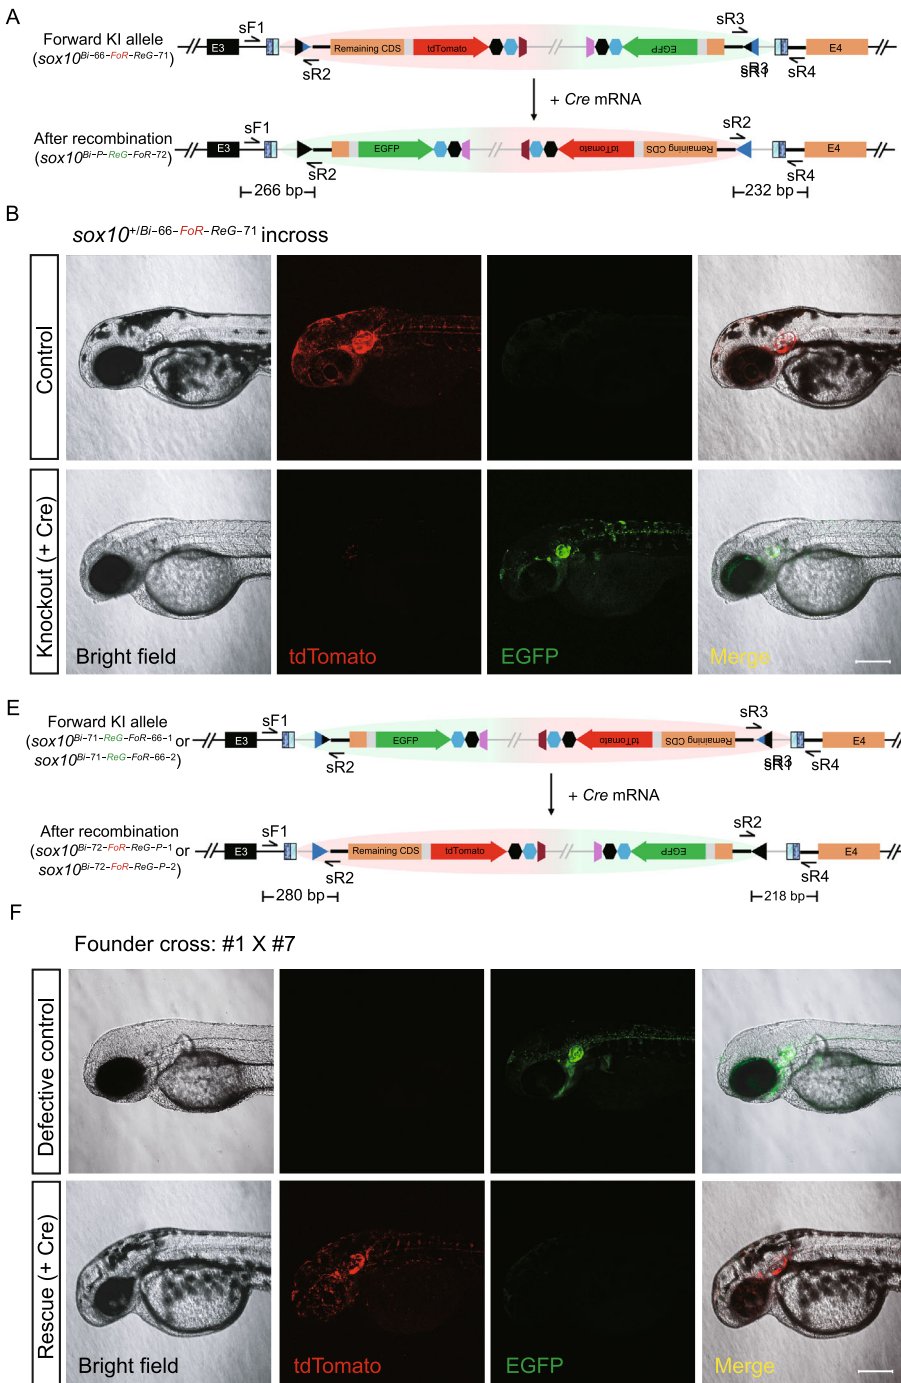 A
Forward KI allele
(sox10Bi-66-FoR-ReG-71)
sF1
E3
sR2
Remaining CDS
tdTomato
EGFP
sR3
sR3
sR1
sR4
E4
+ Cre mRNA
After recombination
(sox10Bi-P-ReG-FoR-72)
sF1
E3
sR2
EGFP
tdTomato
Remaining CDS
sR2
sR4
E4
266 bp
232 bp
B
sox10+/Bi-66-FoR-ReG-71 incross
Control
Knockout (+ Cre)
Bright field
tdTomato
EGFP
Merge
E
Forward KI allele
(sox10Bi-71-ReG-FoR-66-1 or
sox10Bi-71-ReG-FoR-66-2)
sF1
E3
sR2
EGFP
tdTomato
Remaining CDS
sR3
sR3
sR1
sR4
E4
+ Cre mRNA
After recombination
(sox10Bi-72-FoR-ReG-P-1 or
sox10Bi-72-FoR-ReG-P-2)
sF1
E3
sR2
Remaining CDS
tdTomato
EGFP
sR2
sR4
E4
280 bp
218 bp
F
Founder cross: #1 X #7
Defective control
Rescue (+ Cre)
Bright field
tdTomato
EGFP
Merge